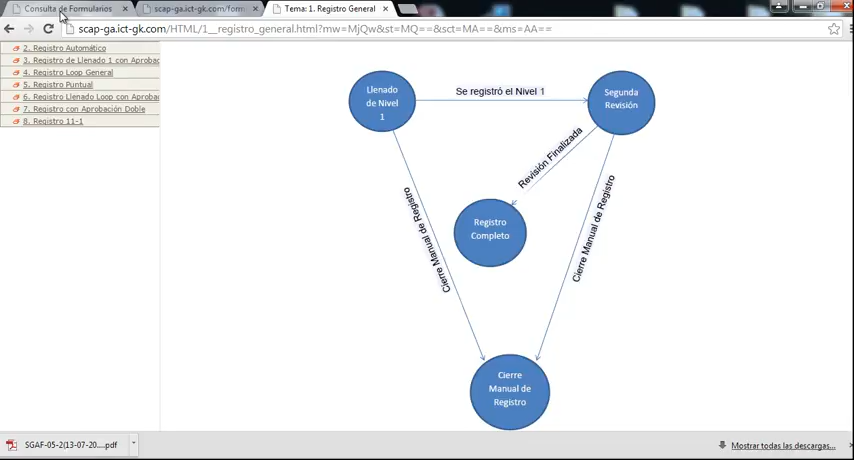 Consulta de Formularios
scap-ga.ict-gk.com/form
Tema: 1. Registro General
scap-ga.ict-gk.com/HTML/1__registro_general.html?mw=MjQw&st=MQ==&sct=MA==&ms=AA==
2. Registro Automático
3. Registro de Llenado 1 con Aprobac
4. Registro Loop General
5. Registro Puntual
6. Registro Llenado Loop con Aprobac
7. Registro con Aprobación Doble
8. Registro 11-1
Llenado
de Nivel
1
Se registró el Nivel 1
Segunda
Revisión
Revisión Finalizada
Cierre Manual de Registro
Registro
Completo
Cierre Manual de Registro
Cierre
Manual de
Registro
SGAF-05-2(13-07-20....pdf
Mostrar todas las descargas...